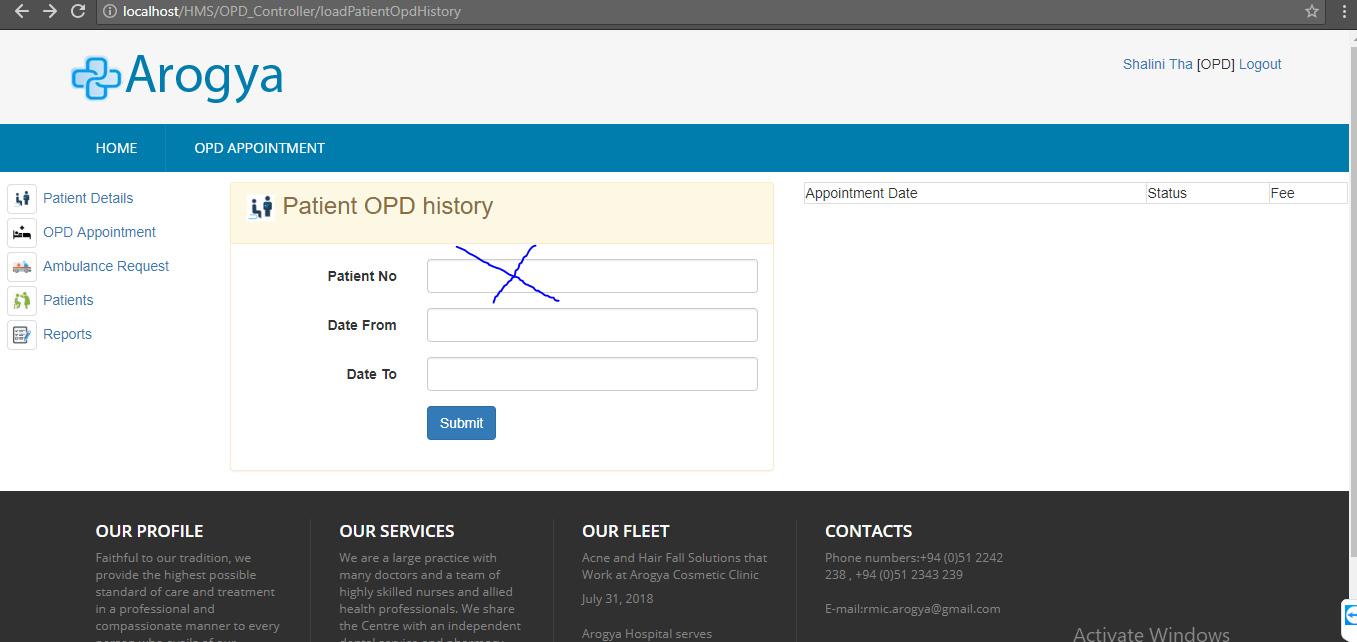 localhost/HMS/OPD_Controller/loadPatientOpdHistory
Arogya
Shalini Tha [OPD] Logout
HOME OPD APPOINTMENT
Patient Details
OPD Appointment
Ambulance Request
Patients
Reports
Patient OPD history
Patient No
Date From
Date To
Submit
Appointment Date Status Fee
OUR PROFILE
Faithful to our tradition, we
provide the highest possible
standard of care and treatment
in a professional and
compassionate manner to every
OUR SERVICES
We are a large practice with
many doctors and a team of
highly skilled nurses and allied
health professionals. We share
the Centre with an independent
OUR FLEET
Acne and Hair Fall Solutions that
Work at Arogya Cosmetic Clinic
July 31, 2018
Arogya Hospital serves
CONTACTS
Phone numbers:+94 (0)51 2242
238 , +94 (0)51 2343 239
E-mail:rmic.arogya@gmail.com
Activate Windows